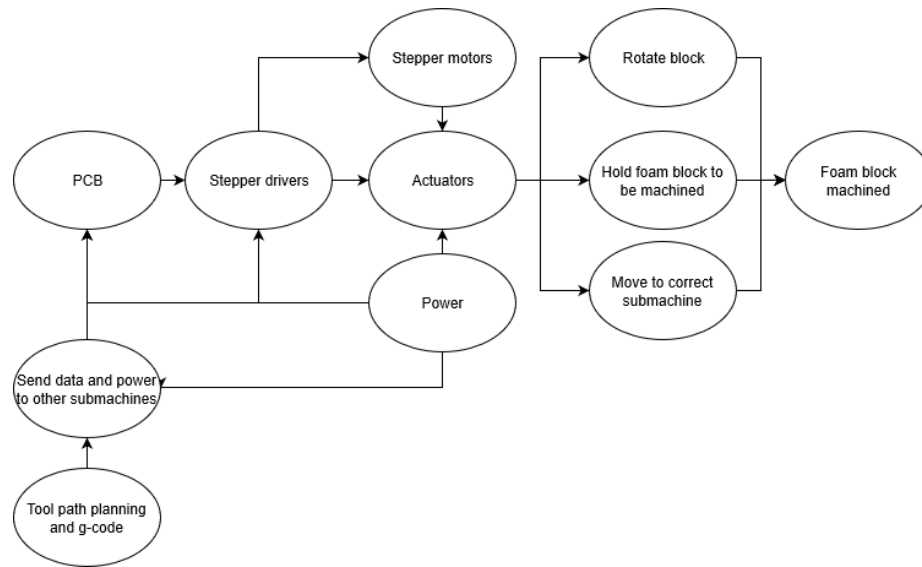 Stepper motors
Rotate block
PCB
Stepper drivers
Actuators
Hold foam block to
be machined
Foam block
machined
Power
Move to correct
submachine
Send data and power
to other submachines
Tool path planning
and g-code